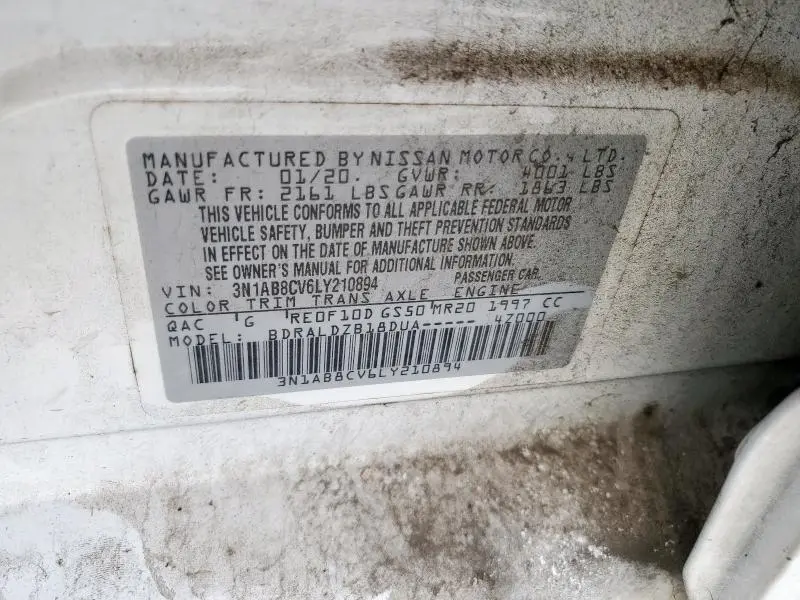 MANUFACTURED BY NISSAN MOTOR CO., LTD.
DATE: 01/20. GVWR: 4001 LBS
GAWR FR: 2161 LBS GAWR RR: 1863 LBS
THIS VEHICLE CONFORMS TO ALL APPLICABLE FEDERAL MOTOR
VEHICLE SAFETY, BUMPER AND THEFT PREVENTION STANDARDS
IN EFFECT ON THE DATE OF MANUFACTURE SHOWN ABOVE.
SEE OWNER'S MANUAL FOR ADDITIONAL INFORMATION.
VIN: 3N1AB8CV6LY210894 PASSENGER CAR
COLOR TRIM TRANS AXLE ENGINE
QAC 'G RE0F10D GS50 MR20 1997 CC
MODEL: BDRALDZB18DUA----- 47000
3N1AB8CV6LY210894